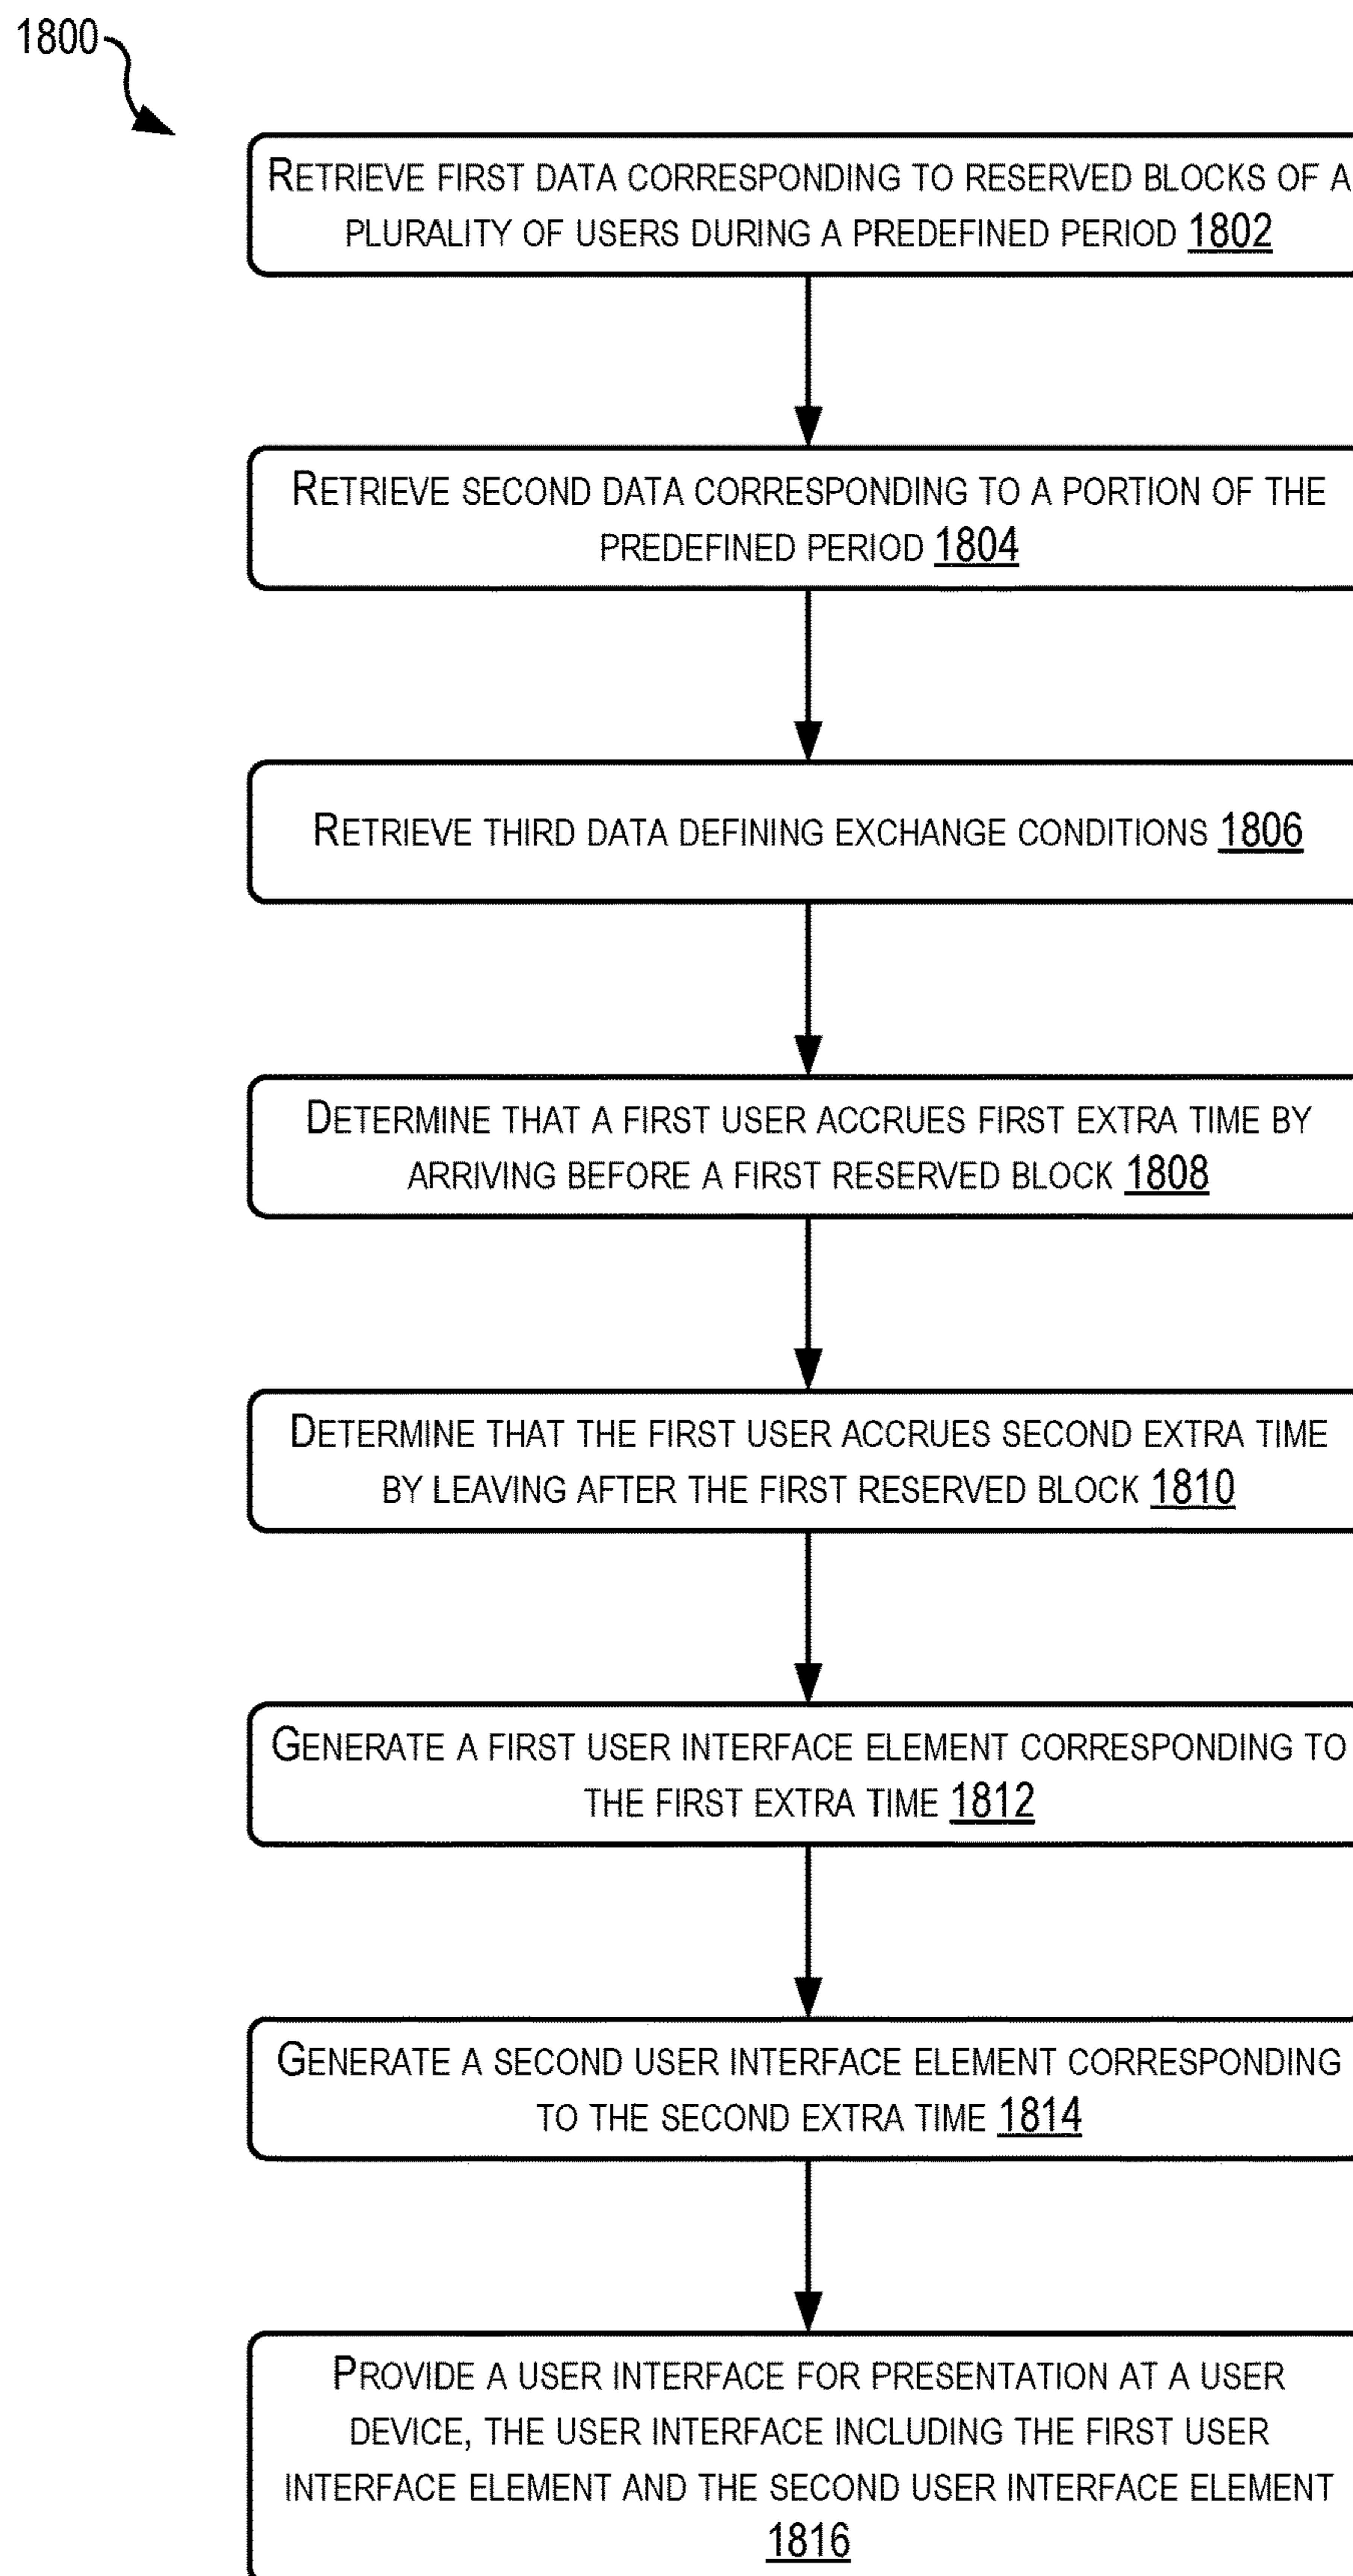 1800
RETRIEVE FIRST DATA CORRESPONDING TO RESERVED BLOCKS OF A
PLURALITY OF USERS DURING A PREDEFINED PERIOD 1802
RETRIEVE SECOND DATA CORRESPONDING TO A PORTION OF THE
PREDEFINED PERIOD 1804
RETRIEVE THIRD DATA DEFINING EXCHANGE CONDITIONS 1806
DETERMINE THAT A FIRST USER ACCRUES FIRST EXTRA TIME BY
ARRIVING BEFORE A FIRST RESERVED BLOCK 1808
DETERMINE THAT THE FIRST USER ACCRUES SECOND EXTRA TIME
BY LEAVING AFTER THE FIRST RESERVED BLOCK 1810
GENERATE A FIRST USER INTERFACE ELEMENT CORRESPONDING TO
THE FIRST EXTRA TIME 1812
GENERATE A SECOND USER INTERFACE ELEMENT CORRESPONDING
TO THE SECOND EXTRA TIME 1814
PROVIDE A USER INTERFACE FOR PRESENTATION AT A USER
DEVICE, THE USER INTERFACE INCLUDING THE FIRST USER
INTERFACE ELEMENT AND THE SECOND USER INTERFACE ELEMENT
1816